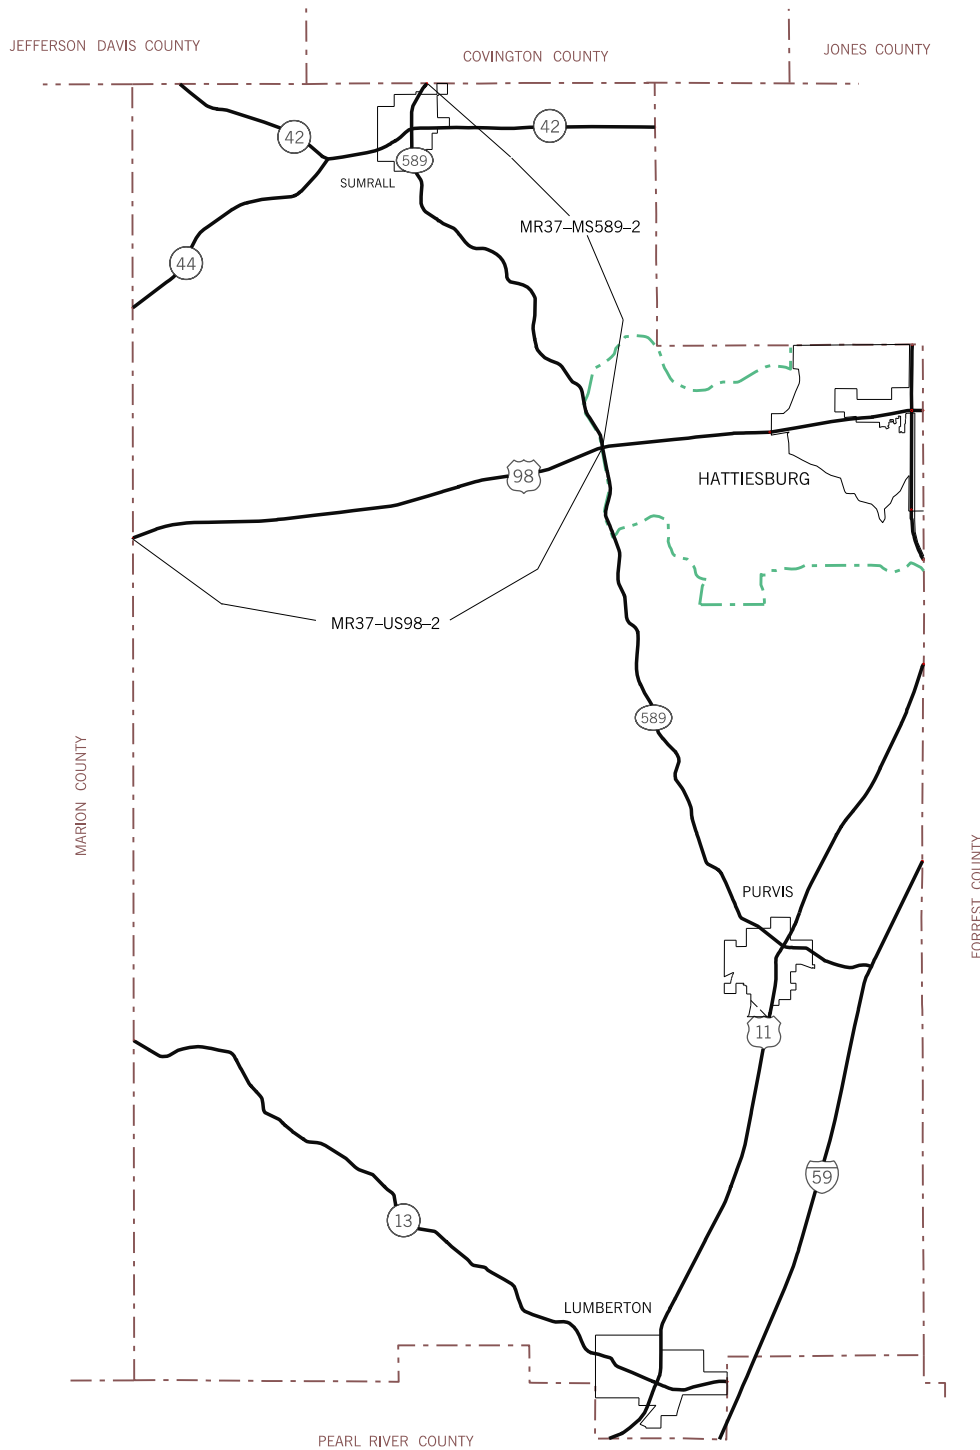 JEFFERSON DAVIS COUNTY
COVINGTON COUNTY
JONES COUNTY
42
42
589
SUMRALL
MR37–MS589–2
44
98
HATTIESBURG
MR37–US98–2
589
MARION COUNTY
FORREST COUNTY
PURVIS
11
59
13
LUMBERTON
PEARL RIVER COUNTY